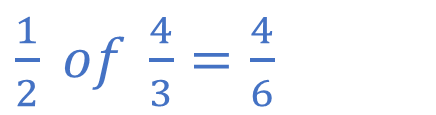 1/2 of 4/3 = 4/6